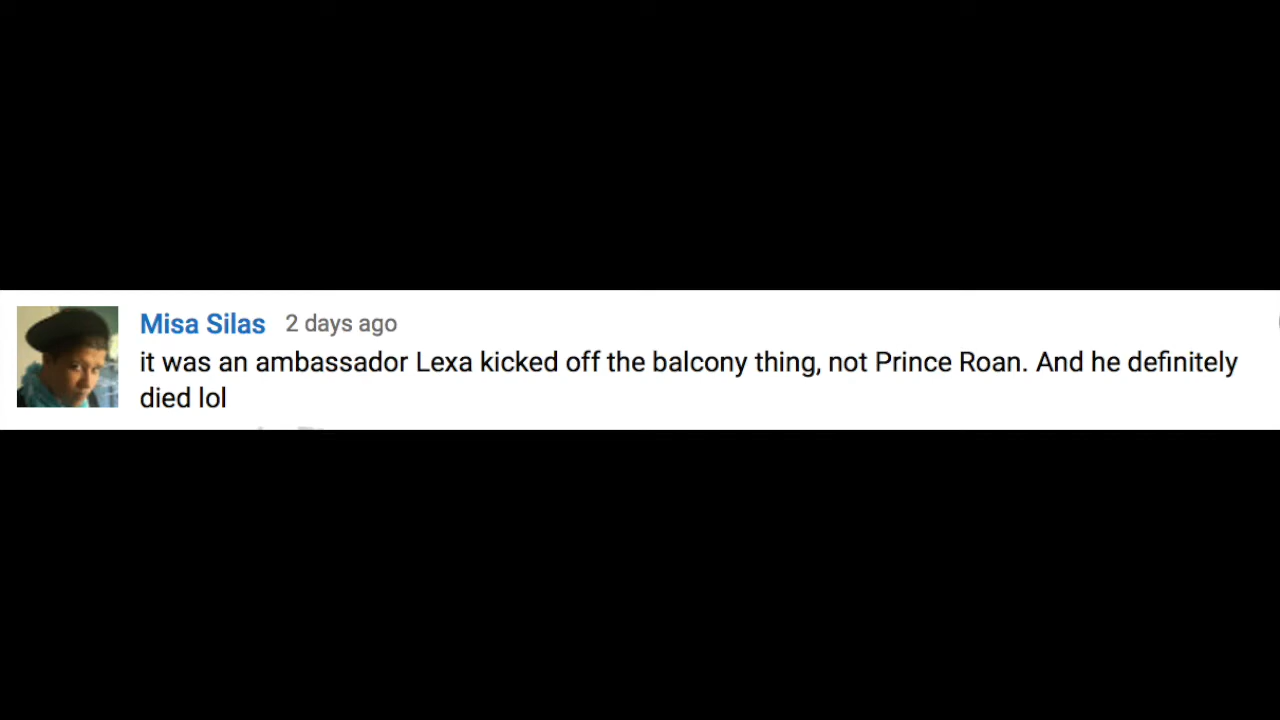 Misa Silas 2 days ago
it was an ambassador Lexa kicked off the balcony thing, not Prince Roan. And he definitely
died lol